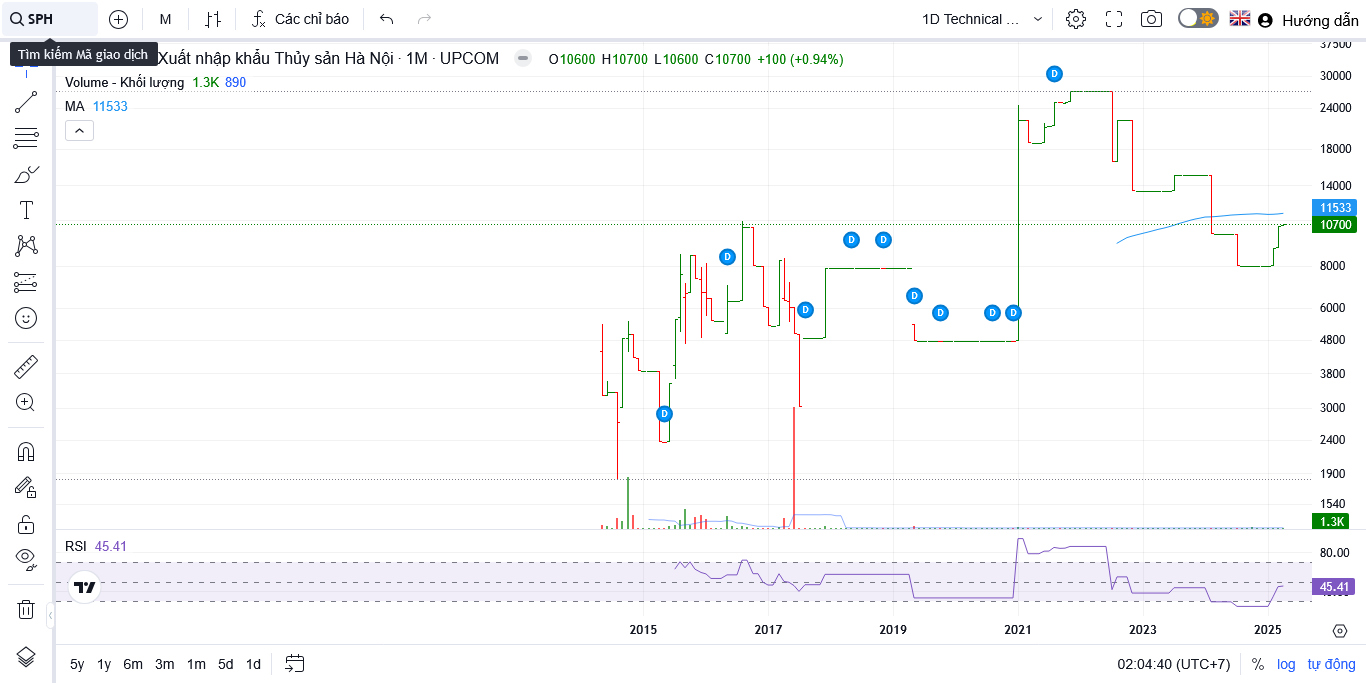 SPH
M
Các chỉ báo
1D Technical ...
Hướng dẫn
Tìm kiếm Mã giao dịch
Xuất nhập khẩu Thủy sản Hà Nội · 1M · UPCOM
O10600 H10700 L10600 C10700 +100 (+0.94%)
Volume - Khối lượng 1.3K 890
MA 11533
37500
30000
24000
18000
14000
11533
10700
8000
6000
4800
3800
3000
2400
1900
1540
1.3K
D
D
D
D
D
D
D
D
D
D
RSI 45.41
80.00
45.41
2015
2017
2019
2021
2023
2025
5y 1y 6m 3m 1m 5d 1d
02:04:40 (UTC+7)
% log tự động